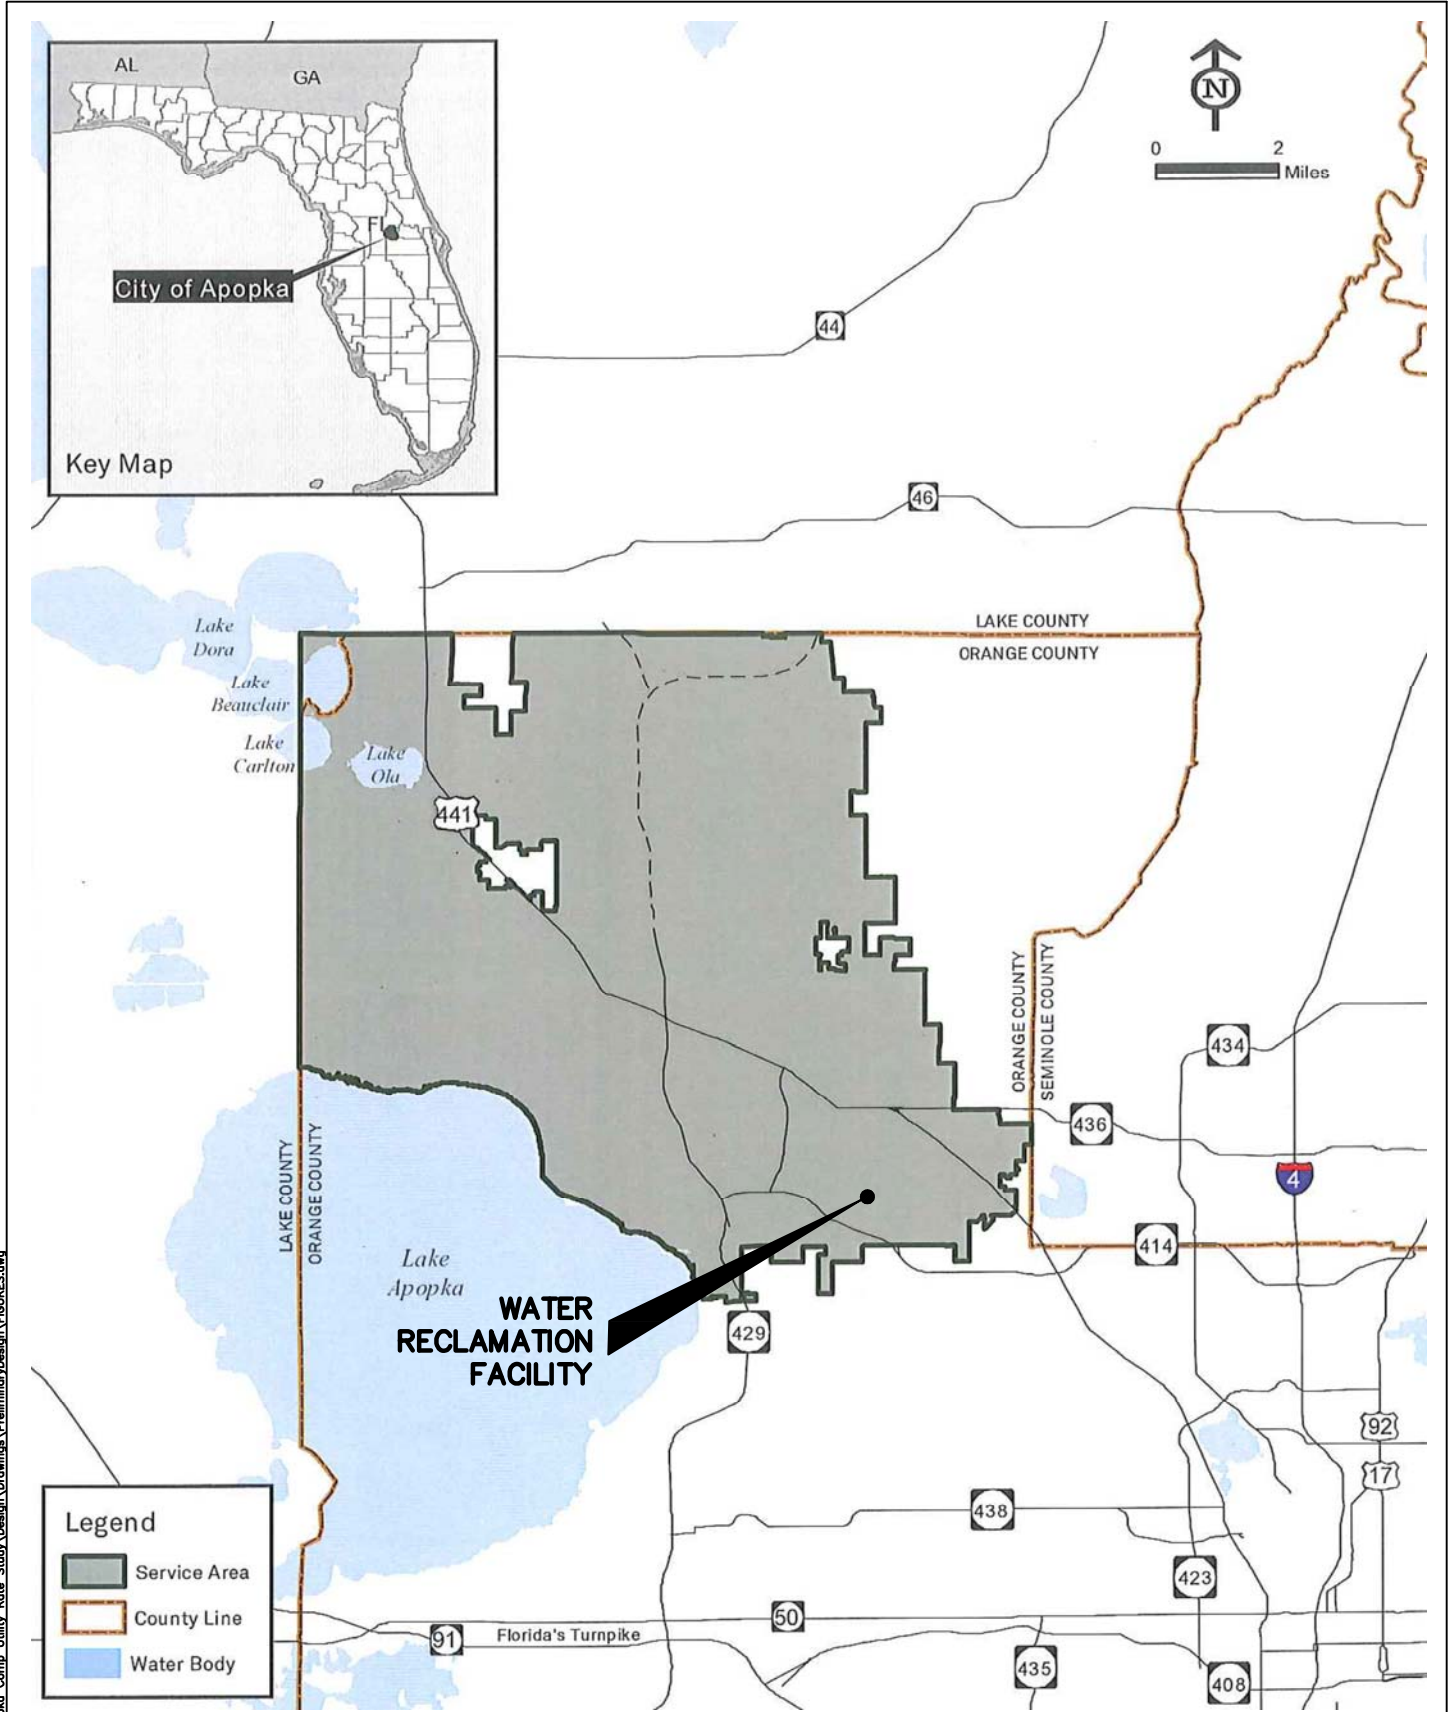 AL
GA
FL
City of Apopka
Key Map
N
0 2
Miles
44
46
LAKE COUNTY
ORANGE COUNTY
Lake
Dora
Lake
Beauclair
Lake
Carlton
Lake
Ola
441
ORANGE COUNTY
SEMINOLE COUNTY
434
436
4
414
LAKE COUNTY
ORANGE COUNTY
Lake
Apopka
WATER
RECLAMATION
FACILITY
429
92
17
438
423
50
91
Florida's Turnpike
435
408
Legend
Service Area
County Line
Water Body